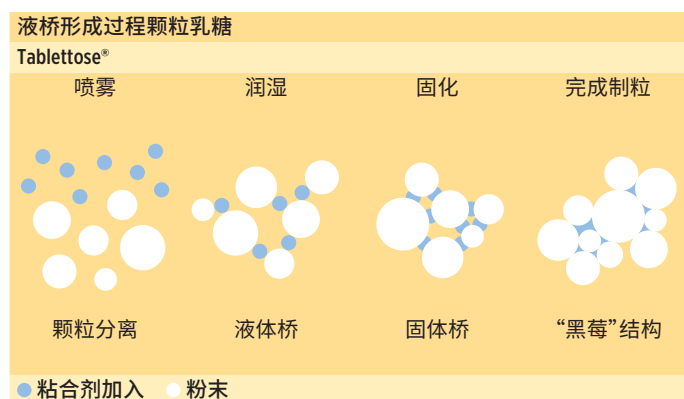 液桥形成过程颗粒乳糖
Tablettose®
喷雾 润湿 固化 完成制粒
颗粒分离 液体桥 固体桥 “黑莓”结构
粘合剂加入 粉末